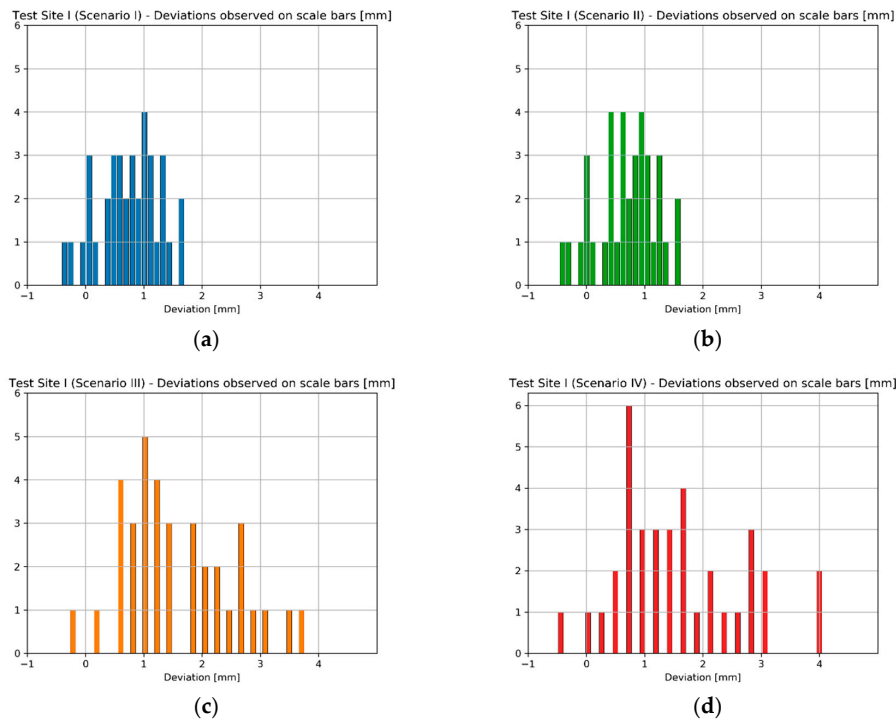 Test Site I (Scenario I) - Deviations observed on scale bars [mm]
6
5
4
3
2
1
0
−1 0 1 2 3 4
Deviation [mm]
(a)
Test Site I (Scenario II) - Deviations observed on scale bars [mm]
6
5
4
3
2
1
0
−1 0 1 2 3 4
Deviation [mm]
(b)
Test Site I (Scenario III) - Deviations observed on scale bars [mm]
6
5
4
3
2
1
0
−1 0 1 2 3 4
Deviation [mm]
(c)
Test Site I (Scenario IV) - Deviations observed on scale bars [mm]
6
5
4
3
2
1
0
−1 0 1 2 3 4
Deviation [mm]
(d)